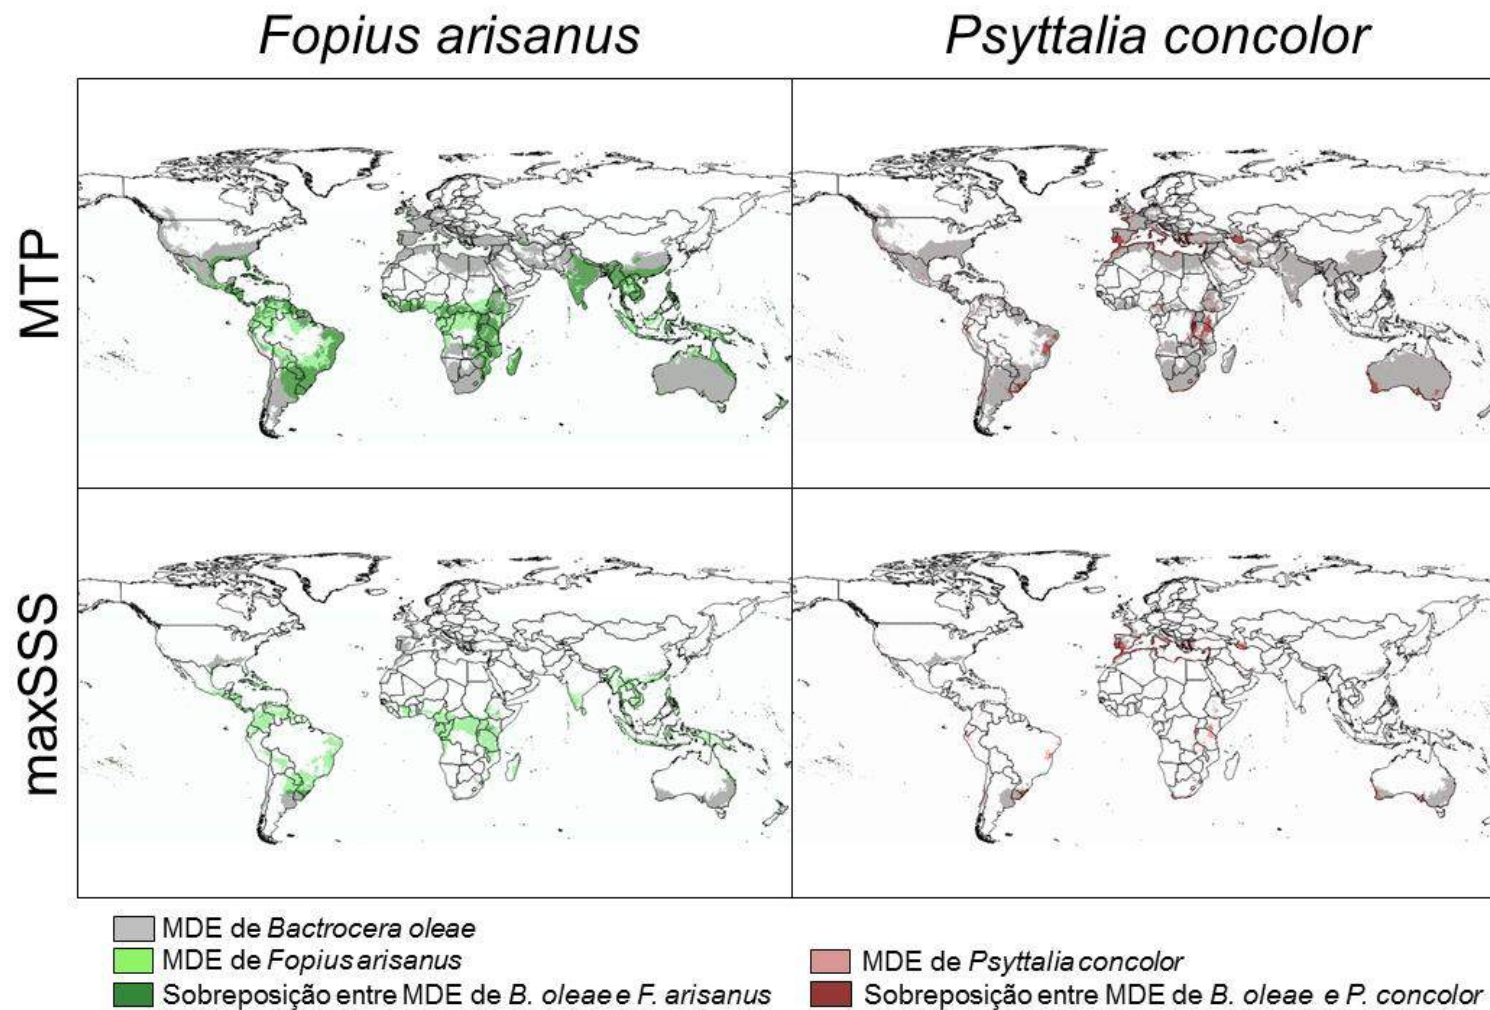 Fopius arisanus
Psyttalia concolor
MTP
maxSSS
MDE de Bactrocera oleae
MDE de Fopius arisanus
Sobreposição entre MDE de B. oleae e F. arisanus
MDE de Psyttalia concolor
Sobreposição entre MDE de B. oleae e P. concolor